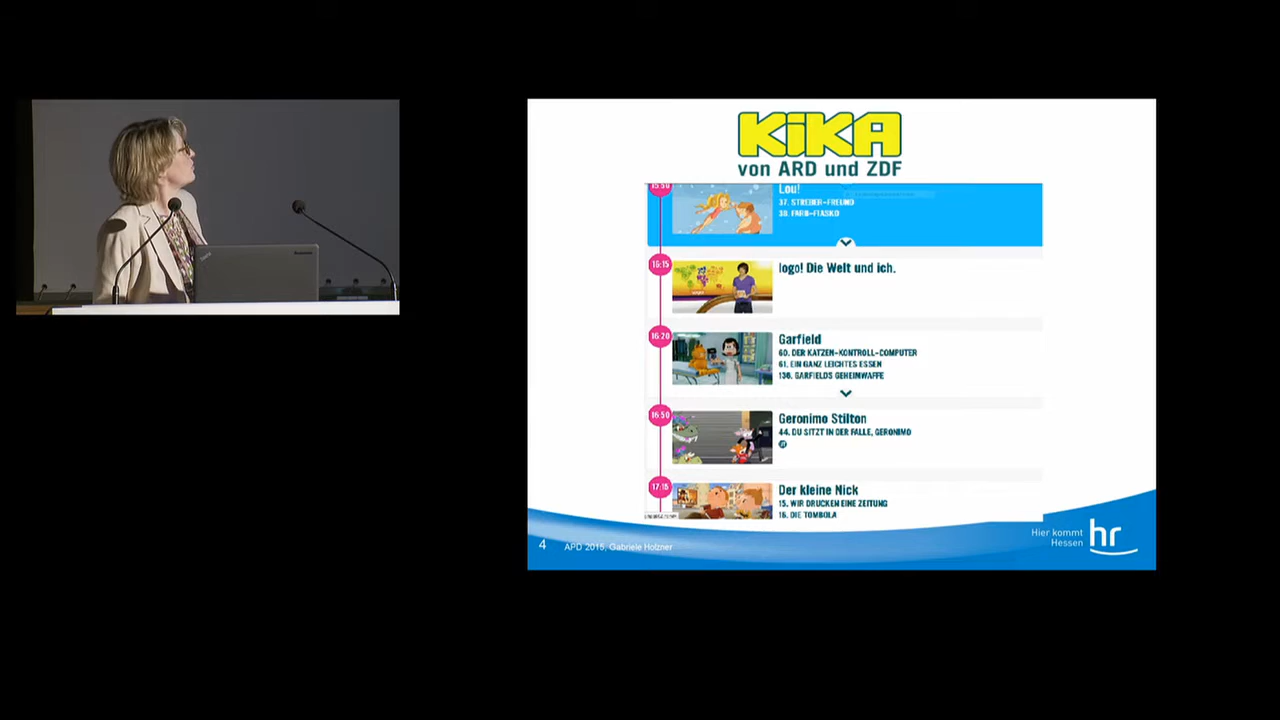 KiKA
von ARD und ZDF
15:50
Lou!
37. STREBER-FREUND
38. FARB-FIASKO
16:15
logo! Die Welt und ich.
16:20
Garfield
60. DER KATZEN-KONTROLL-COMPUTER
61. EIN GANZ LEICHTES ESSEN
136. GARFIELDS GEHEIMWAFFE
16:50
Geronimo Stilton
44. DU SITZT IN DER FALLE, GERONIMO
17:15
Der kleine Nick
15. WIR DRUCKEN EINE ZEITUNG
16. DIE TOMBOLA
4
APD 2015, Gabriele Holzner
Hier kommt
Hessen
hr